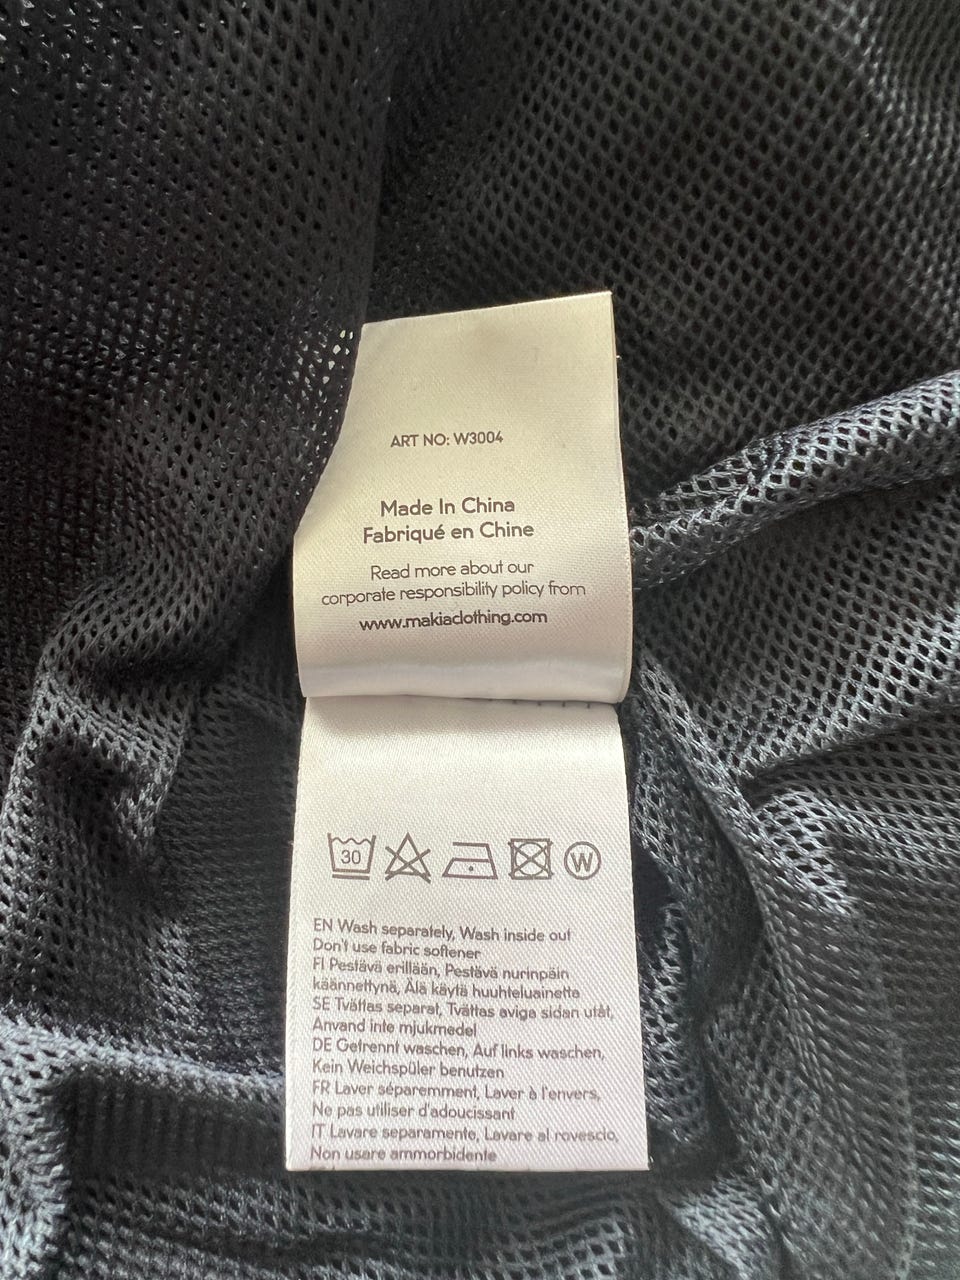 ART NO: W3004
Made In China
Fabriqué en Chine
Read more about our
corporate responsibility policy from
www.makiaclothing.com
30
W
EN Wash separately, Wash inside out
Don't use fabric softener
FI Pestävä erillään, Pestävä nurinpäin
käännettynä, Älä käytä huuhteluainetta
SE Tvättas separat, Tvättas aviga sidan utåt,
Anvand inte mjukmedel
DE Getrennt waschen, Auf links waschen,
Kein Weichspüler benutzen
FR Laver séparemment, Laver à l'envers,
Ne pas utiliser d'adoucissant
IT Lavare separamente, Lavare al rovescio,
Non usare ammorbidente